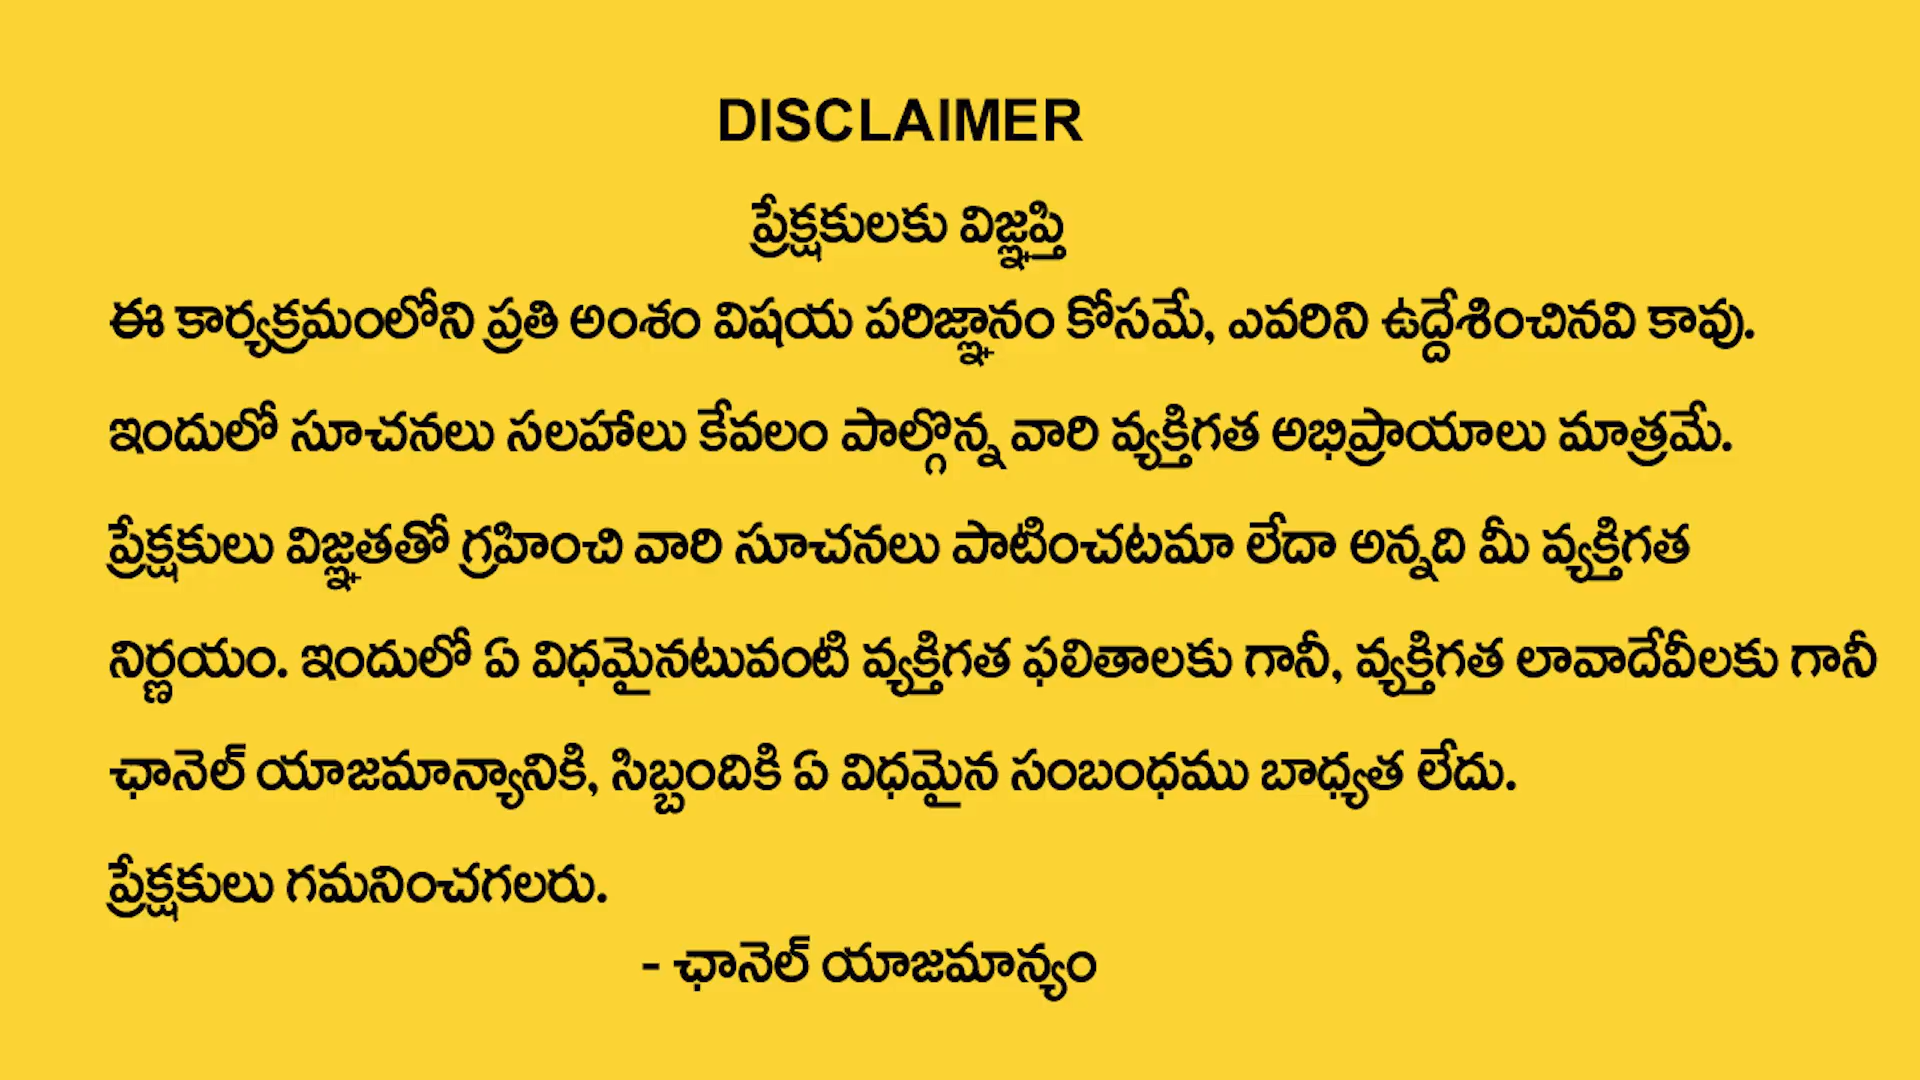 DISCLAIMER
ప్రేక్షకులకు విజ్ఞప్తి
ఈ కార్యక్రమంలోని ప్రతి అంశం విషయ పరిజ్ఞానం కోసమే, ఎవరిని ఉద్దేశించినవి కావు.
ఇందులో సూచనలు సలహాలు కేవలం పాల్గొన్న వారి వ్యక్తిగత అభిప్రాయాలు మాత్రమే.
ప్రేక్షకులు విజ్ఞతతో గ్రహించి వారి సూచనలు పాటించటమా లేదా అన్నది మీ వ్యక్తిగత
నిర్ణయం. ఇందులో ఏ విధమైనటువంటి వ్యక్తిగత ఫలితాలకు గానీ, వ్యక్తిగత లావాదేవీలకు గానీ
ఛానెల్ యాజమాన్యానికి, సిబ్బందికి ఏ విధమైన సంబంధము బాధ్యత లేదు.
ప్రేక్షకులు గమనించగలరు.
- ఛానెల్ యాజమాన్యం